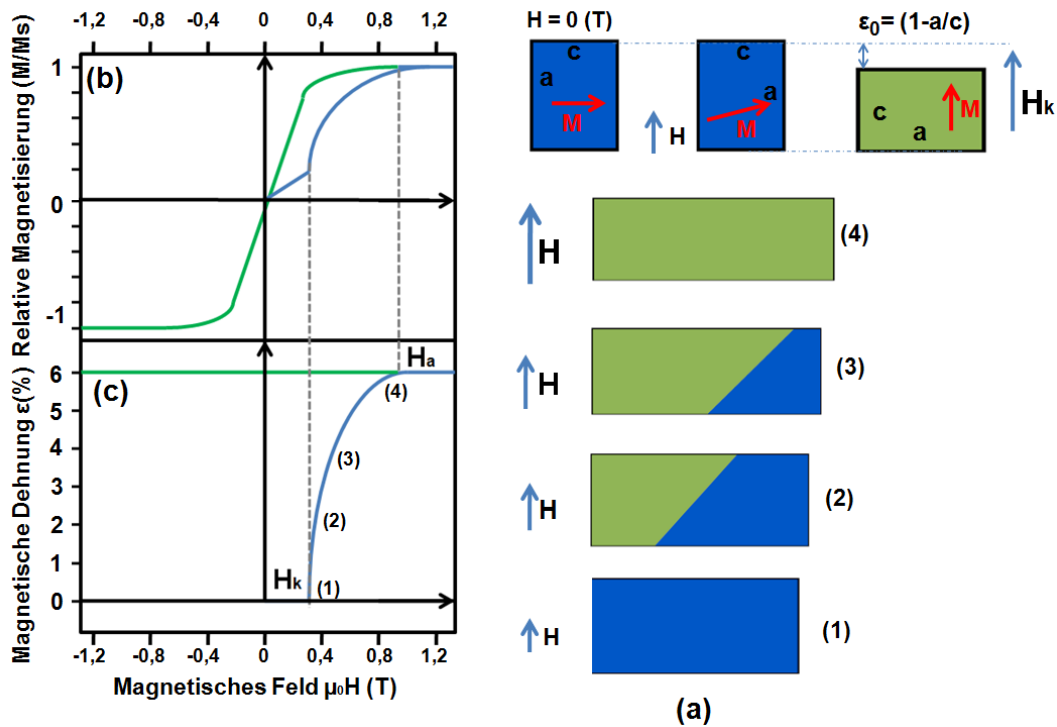 -1,2 -0,8 -0,4 0 0,4 0,8 1,2
Relative Magnetisierung (M/Ms)
1
0
-1
(b)
Magnetische Dehnung ε(%)
6
5
4
3
2
1
0
(c)
Ha
(4)
(3)
(2)
(1)
Hk
-1,2 -0,8 -0,4 0 0,4 0,8 1,2
Magnetisches Feld µ0H (T)
H = 0 (T)
ε0= (1-a/c)
c
a
M
H
c
a
M
c
a
M
Hk
H
(4)
H
(3)
H
(2)
H
(1)
(a)